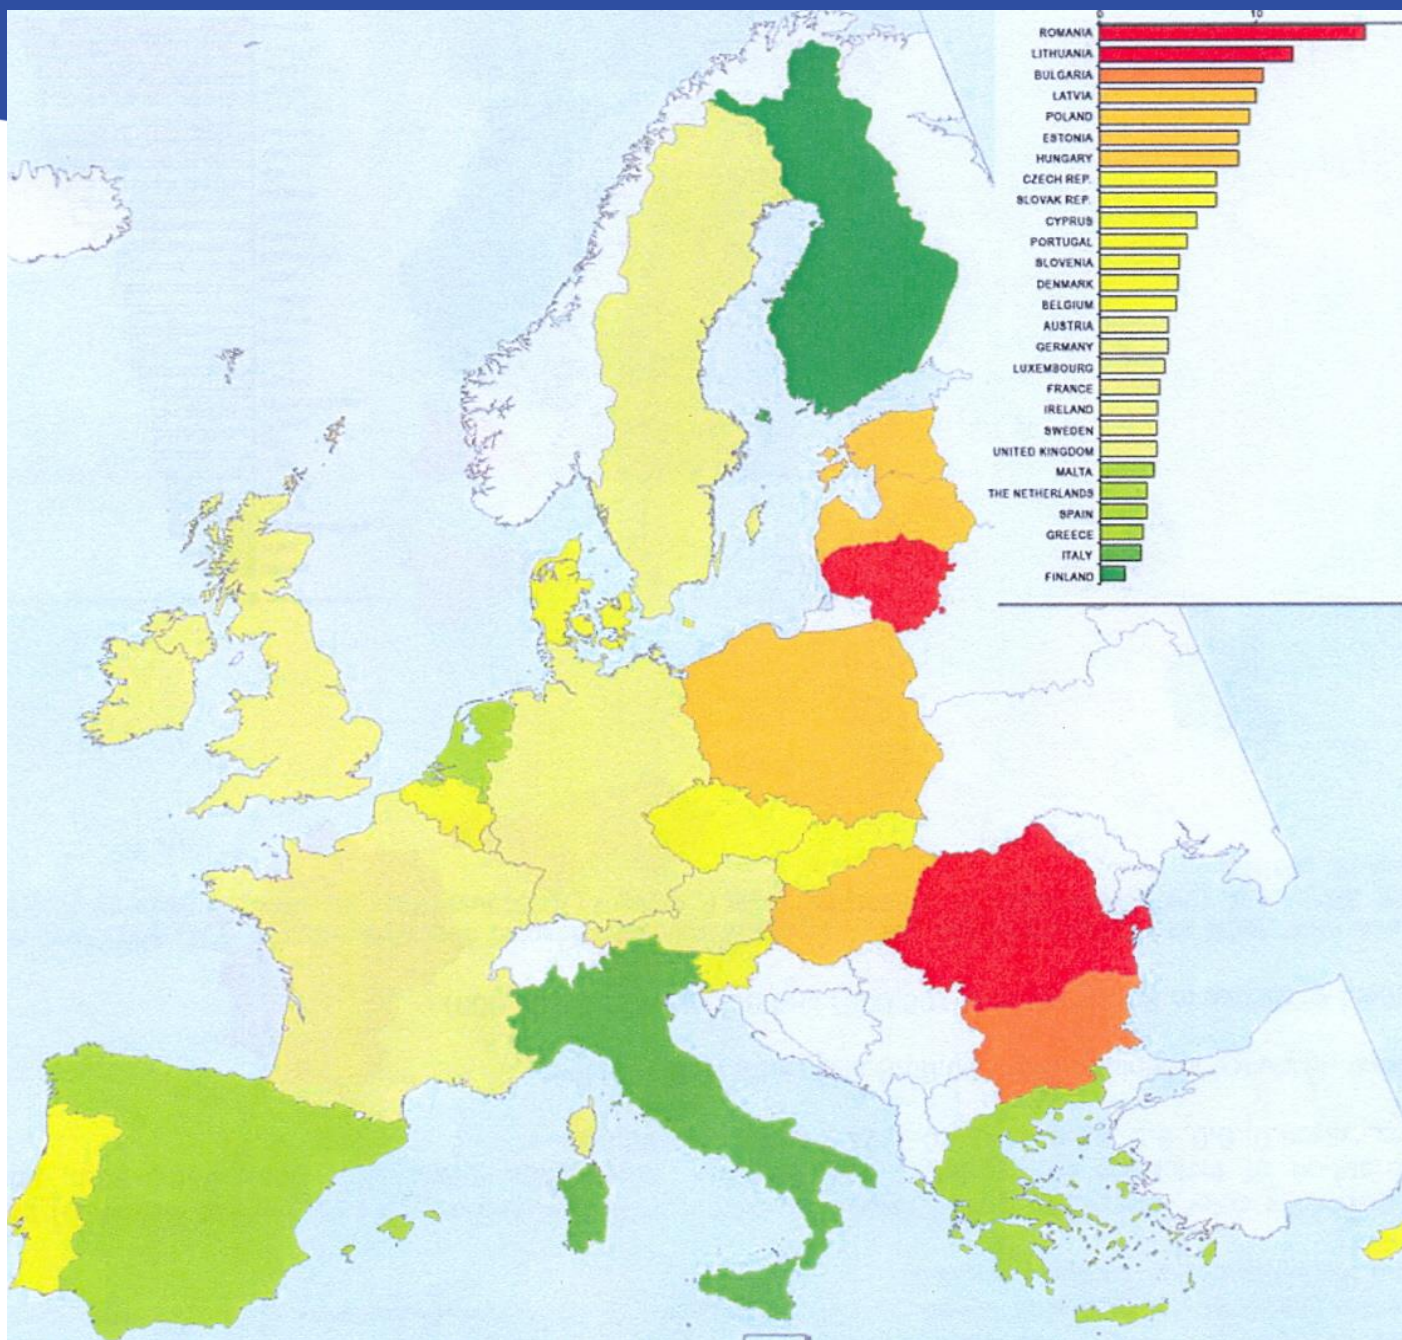 0 10
ROMANIA
LITHUANIA
BULGARIA
LATVIA
POLAND
ESTONIA
HUNGARY
CZECH REP.
SLOVAK REP.
CYPRUS
PORTUGAL
SLOVENIA
DENMARK
BELGIUM
AUSTRIA
GERMANY
LUXEMBOURG
FRANCE
IRELAND
SWEDEN
UNITED KINGDOM
MALTA
THE NETHERLANDS
SPAIN
GREECE
ITALY
FINLAND